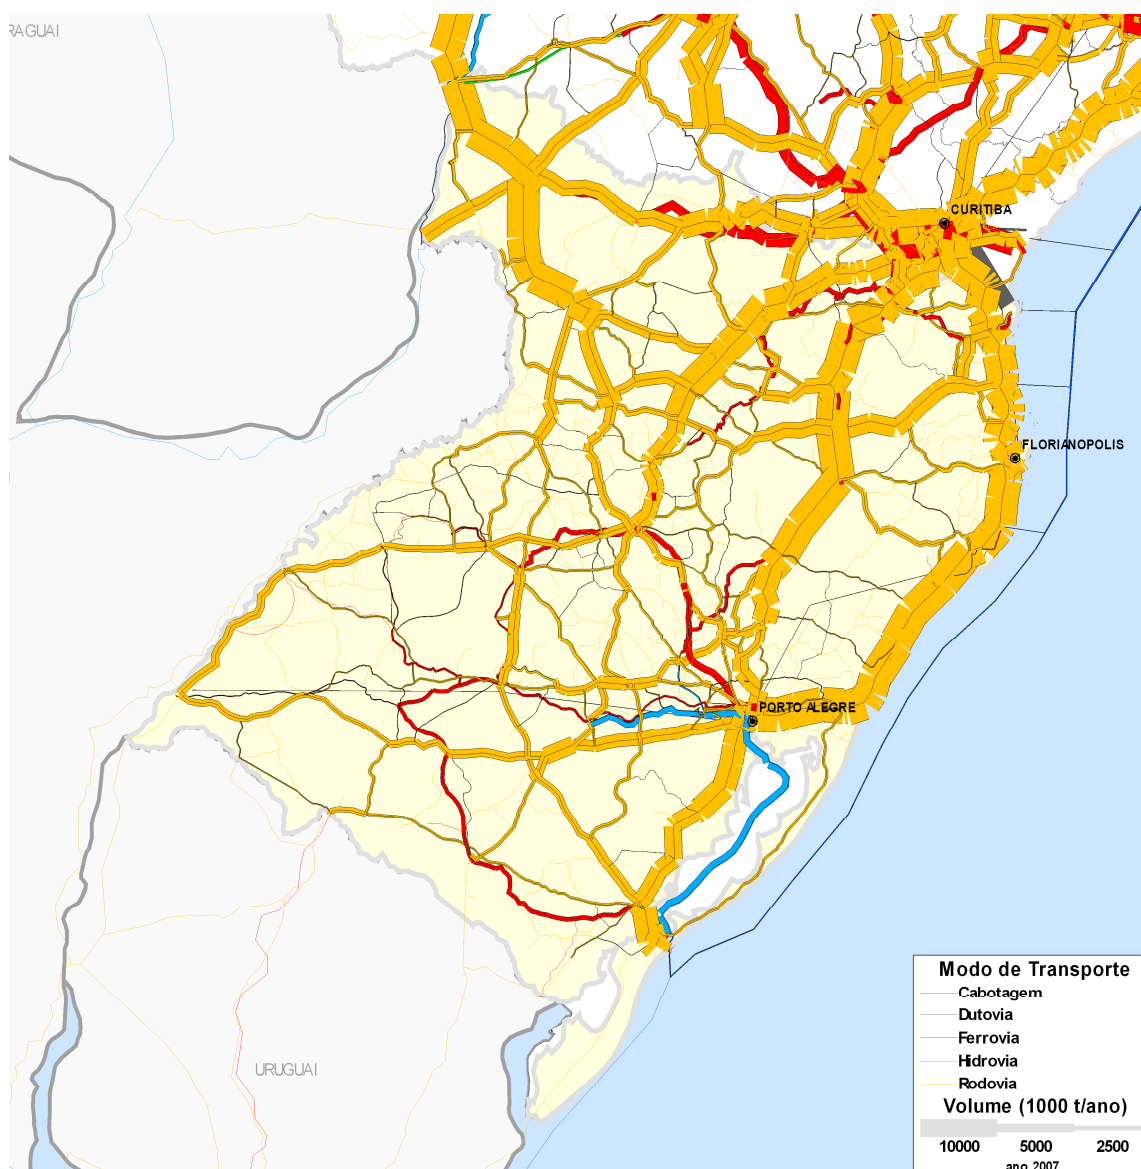 RAGUAI
CURITIBA
FLORIANOPOLIS
PORTO ALEGRE
URUGUAI
Modo de Transporte
Cabotagem
Dutovia
Ferrovia
Hidrovia
Rodovia
Volume (1000 t/ano)
10000 5000 2500
ano 2007